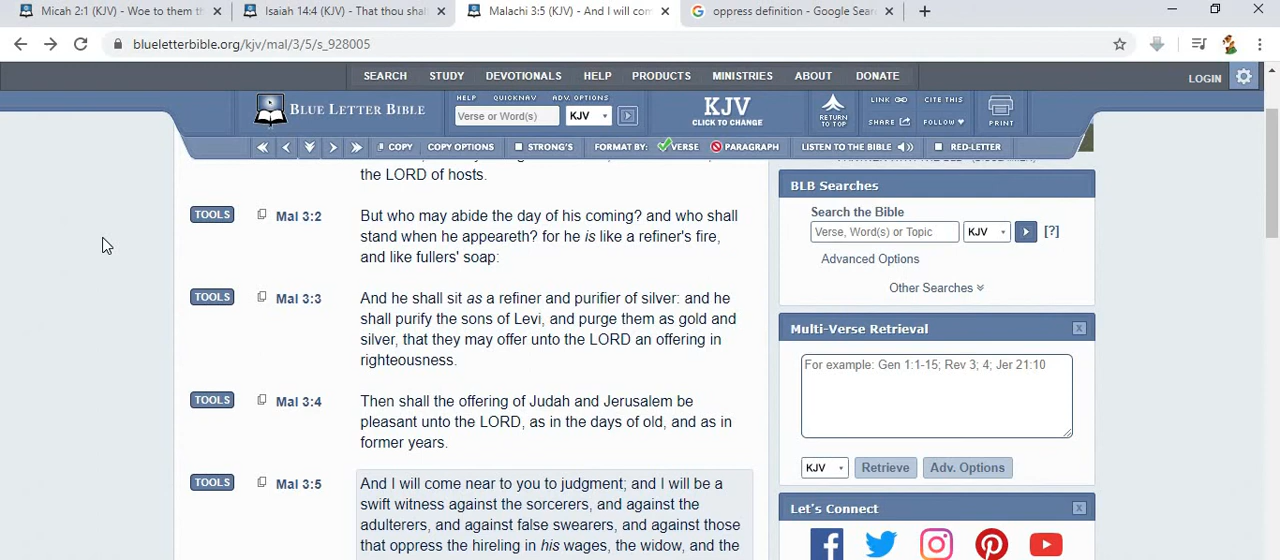 Micah 2:1 (KJV) - Woe to them th
Isaiah 14:4 (KJV) - That thou shal
Malachi 3:5 (KJV) - And I will com
oppress definition - Google Sear
blueletterbible.org/kjv/mal/3/5/s_928005
SEARCH STUDY DEVOTIONALS HELP PRODUCTS MINISTRIES ABOUT DONATE
LOGIN
BLUE LETTER BIBLE
HELP QUICKNAV ADV. OPTIONS
Verse or Word(s) KJV
KJV
CLICK TO CHANGE
RETURN
TO TOP
LINK CITE THIS
SHARE FOLLOW
PRINT
COPY COPY OPTIONS STRONG'S FORMAT BY: VERSE PARAGRAPH LISTEN TO THE BIBLE RED-LETTER
the LORD of hosts.
TOOLS Mal 3:2 But who may abide the day of his coming? and who shall
stand when he appeareth? for he is like a refiner's fire,
and like fullers' soap:
TOOLS Mal 3:3 And he shall sit as a refiner and purifier of silver: and he
shall purify the sons of Levi, and purge them as gold and
silver, that they may offer unto the LORD an offering in
righteousness.
TOOLS Mal 3:4 Then shall the offering of Judah and Jerusalem be
pleasant unto the LORD, as in the days of old, and as in
former years.
TOOLS Mal 3:5 And I will come near to you to judgment; and I will be a
swift witness against the sorcerers, and against the
adulterers, and against false swearers, and against those
that oppress the hireling in his wages, the widow, and the
BLB Searches
Search the Bible
Verse, Word(s) or Topic KJV [?]
Advanced Options
Other Searches
Multi-Verse Retrieval X
For example: Gen 1:1-15; Rev 3; 4; Jer 21:10
KJV Retrieve Adv. Options
Let's Connect X